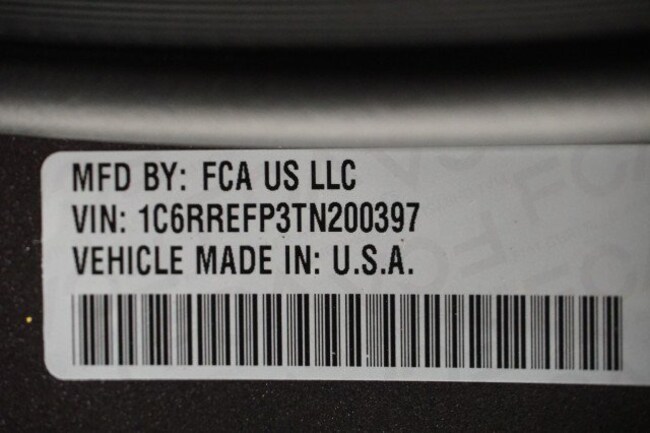 MFD BY: FCA US LLC
VIN: 1C6RREFP3TN200397
VEHICLE MADE IN: U.S.A.